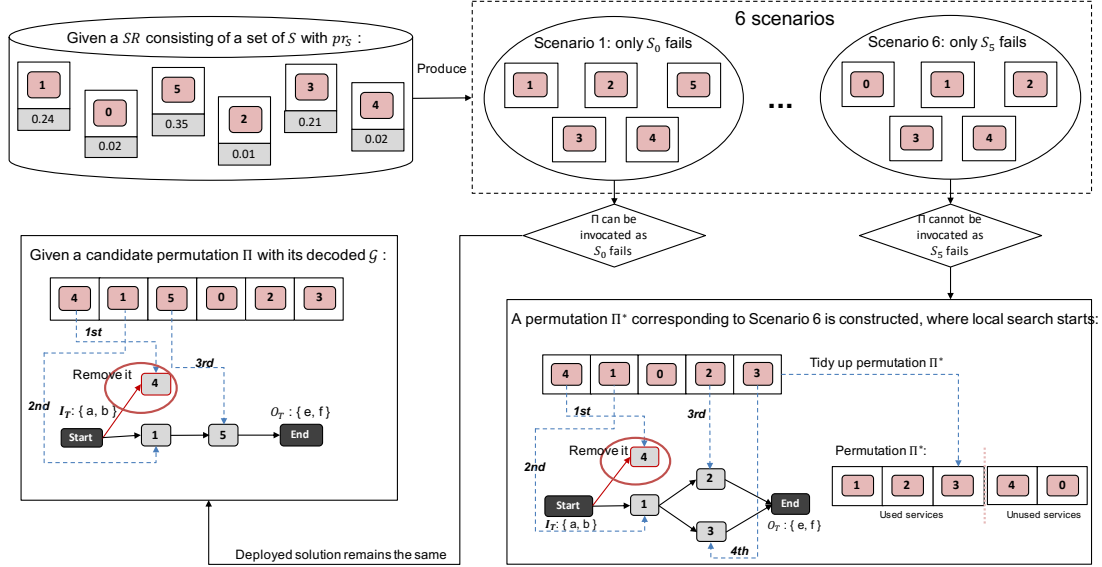 Given a SR consisting of a set of S with pr_S :
1
0.24
0
0.02
5
0.35
2
0.01
3
0.21
4
0.02
Produce
6 scenarios
Scenario 1: only S_0 fails
1
2
5
3
4
...
Scenario 6: only S_5 fails
0
1
2
3
4
Π can be
invocated as
S_0 fails
Π cannot be
invocated as
S_5 fails
Given a candidate permutation Π with its decoded 𝒢 :
4
1
5
0
2
3
1st
Remove it
3rd
4
2nd
I_T: { a, b }
O_T : { e, f }
Start
1
5
End
Deployed solution remains the same
A permutation Π* corresponding to Scenario 6 is constructed, where local search starts:
4
1
0
2
3
Tidy up permutation Π*
1st
3rd
Remove it
4
2nd
2
Start
1
End
I_T: { a, b }
O_T : { e, f }
3
4th
Permutation Π*:
1
2
3
4
0
Used services
Unused services